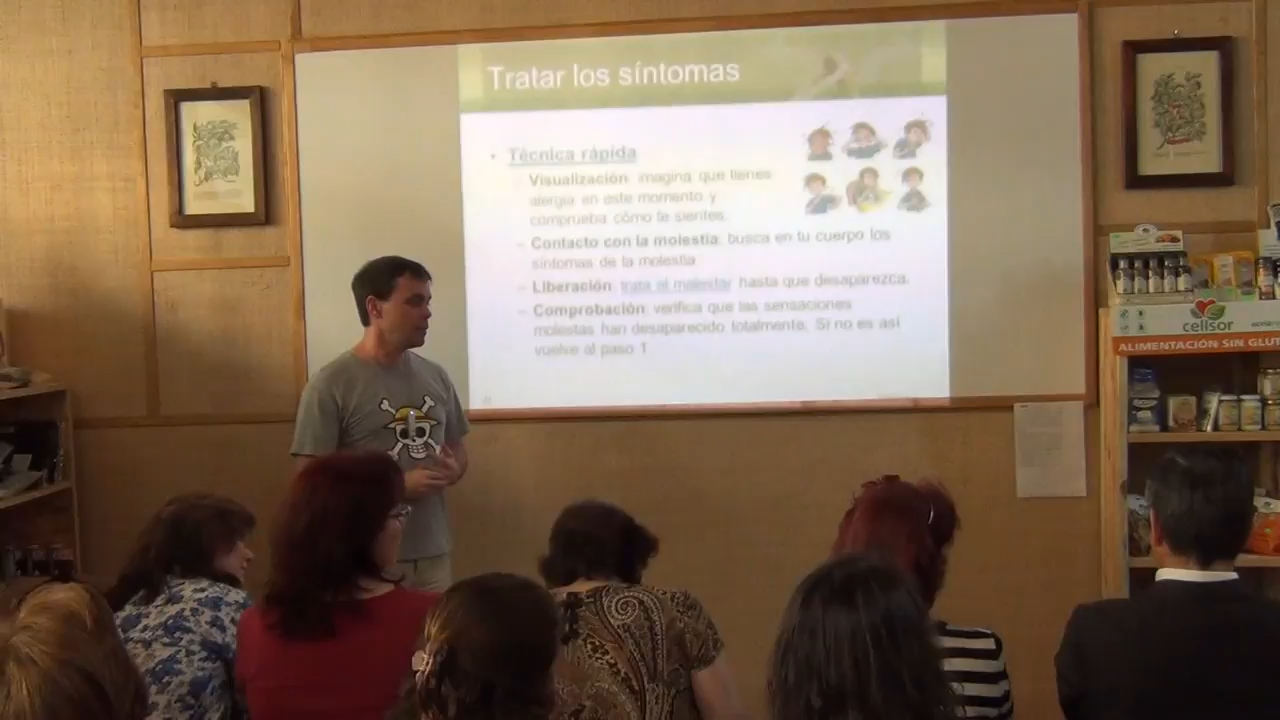 Tratar los síntomas
• Técnica rápida
– Visualización: imagina que tienes
alergia en este momento y
comprueba cómo te sientes.
– Contacto con la molestia: busca en tu cuerpo los
síntomas de la molestia
– Liberación: trata el malestar hasta que desaparezca.
– Comprobación: verifica que las sensaciones
molestas han desaparecido totalmente. Si no es así
vuelve al paso 1
cellsor
ALIMENTACIÓN SIN GLUT